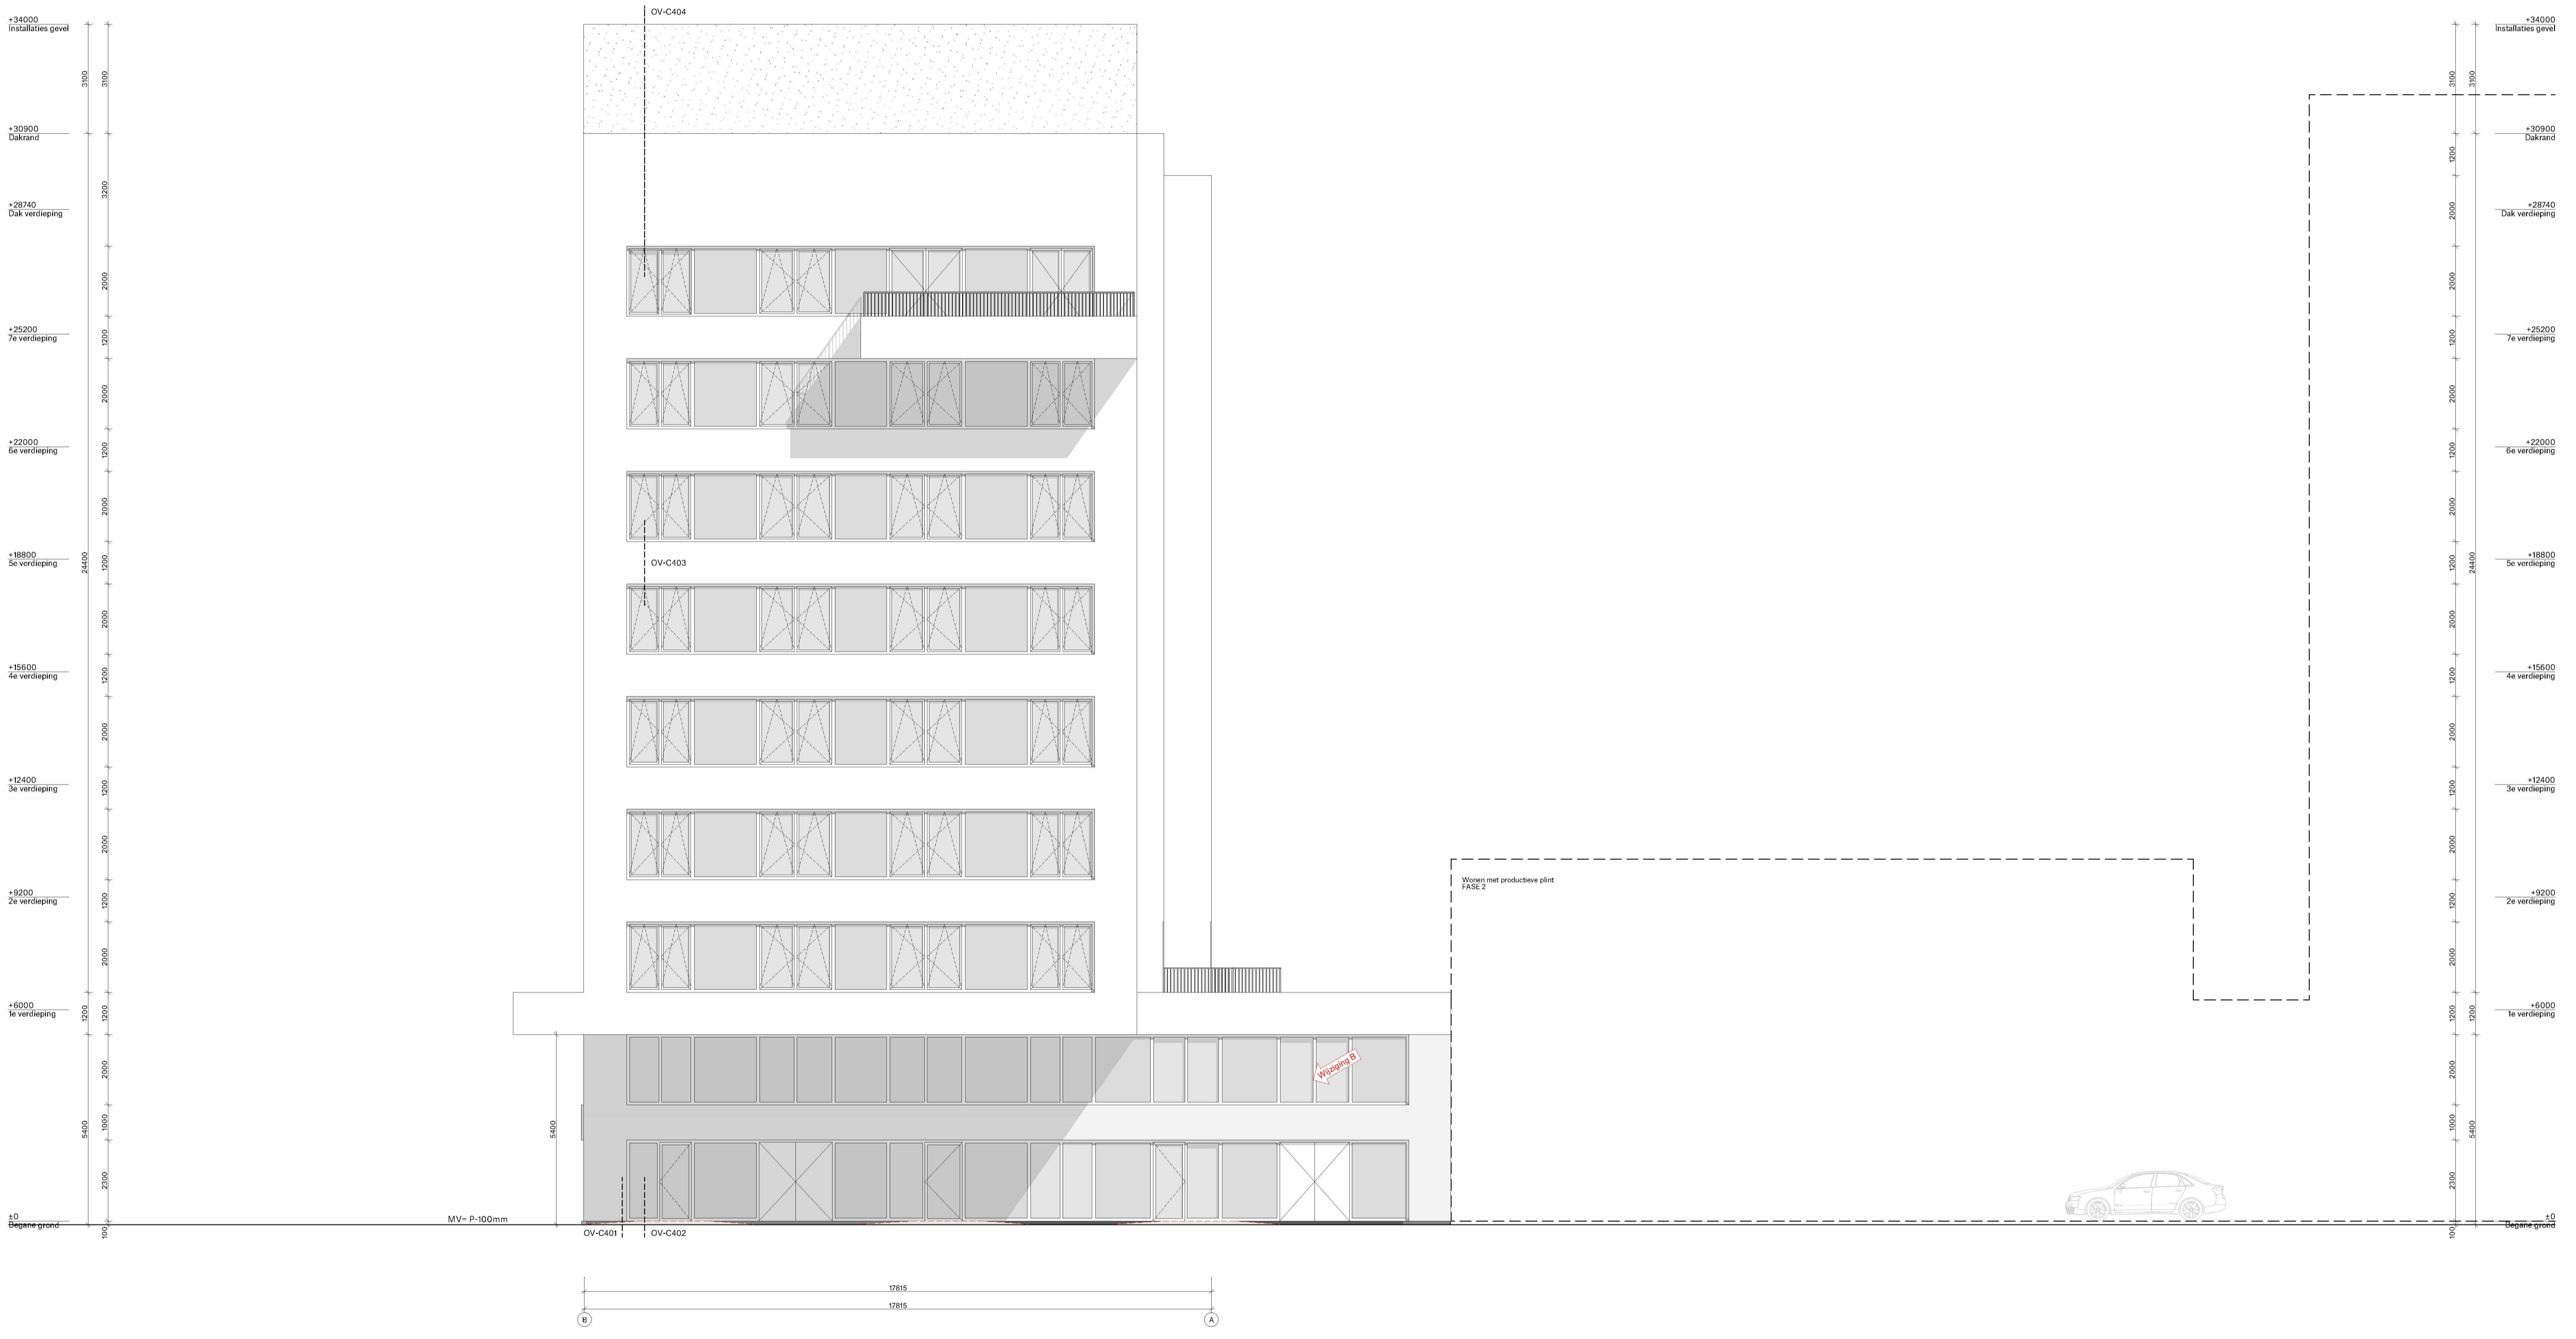 OV-C404
+34000
Installaties gevel
+34000
Installaties gevel
3100
3100
3100
3100
+30900
Dakrand
+30900
Dakrand
3200
1200
+28740
Dak verdieping
2000
+28740
Dak verdieping
2000
2000
+25200
7e verdieping
1200
1200
+25200
7e verdieping
2000
2000
+22000
6e verdieping
1200
1200
+22000
6e verdieping
2000
2000
+18800
5e verdieping
24400
1200
OV-C403
1200
24400
+18800
5e verdieping
2000
2000
+15600
4e verdieping
1200
1200
+15600
4e verdieping
2000
2000
+12400
3e verdieping
1200
1200
+12400
3e verdieping
2000
2000
Wonen met productieve plint
FASE 2
+9200
2e verdieping
1200
1200
+9200
2e verdieping
2000
2000
+6000
1e verdieping
1200
1200
1200
1200
+6000
1e verdieping
2000
Wijziging B
2000
5400
1000
5400
1000
5400
2300
2300
±0
Begane grond
MV= P-100mm
±0
Begane grond
100
OV-C401
OV-C402
100
17815
17815
B
A